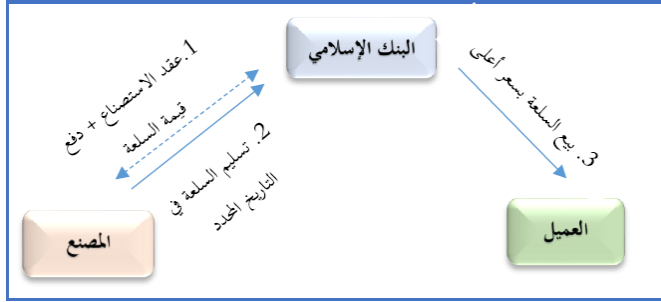 البنك الإسلامي
1.عقد الاستصناع + دفع
قيمة السلعة
2. تسليم السلعة في
التاريخ المحدد
3. بيع السلعة بسعر أعلى
المصنع
العميل